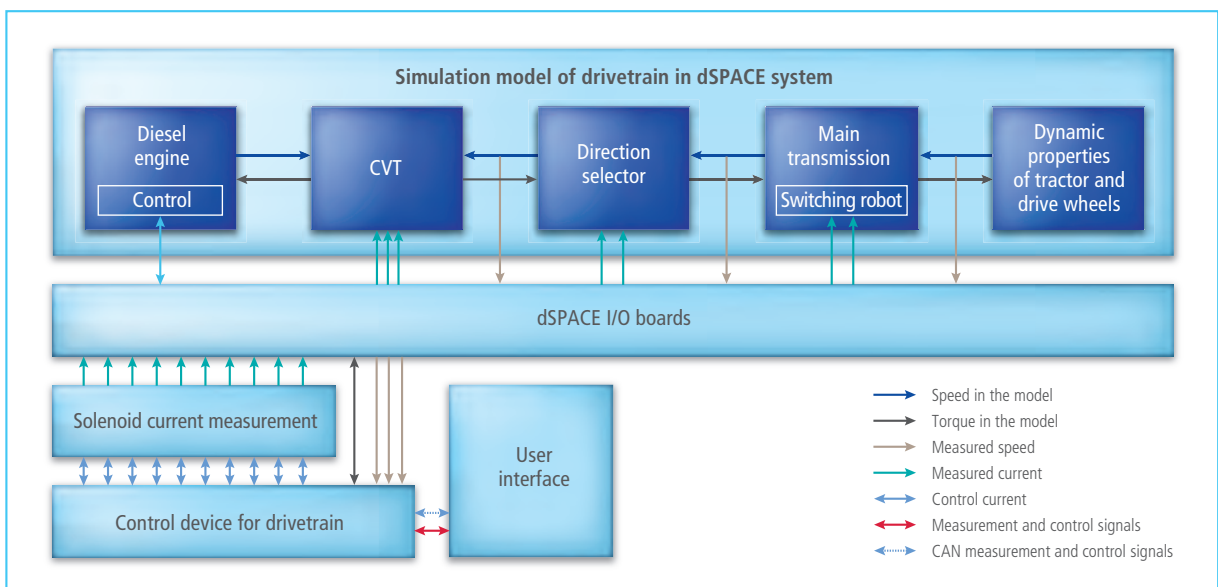 Simulation model of drivetrain in dSPACE system
Diesel
engine
Control
CVT
Direction
selector
Main
transmission
Switching robot
Dynamic
properties
of tractor and
drive wheels
dSPACE I/O boards
Solenoid current measurement
Control device for drivetrain
User
interface
Speed in the model
Torque in the model
Measured speed
Measured current
Control current
Measurement and control signals
CAN measurement and control signals